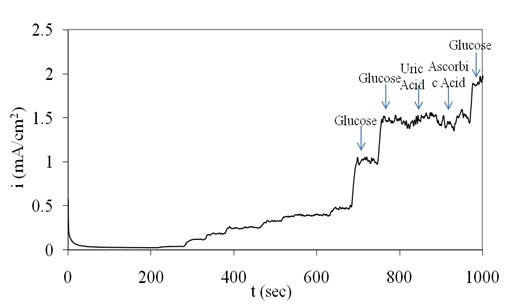 2.5
2
1.5
1
0.5
0
i (mA/cm²)
Glucose
Glucose
Uric
Acid
Ascorbi
c Acid
Glucose
0
200
400
600
800
1000
t (sec)